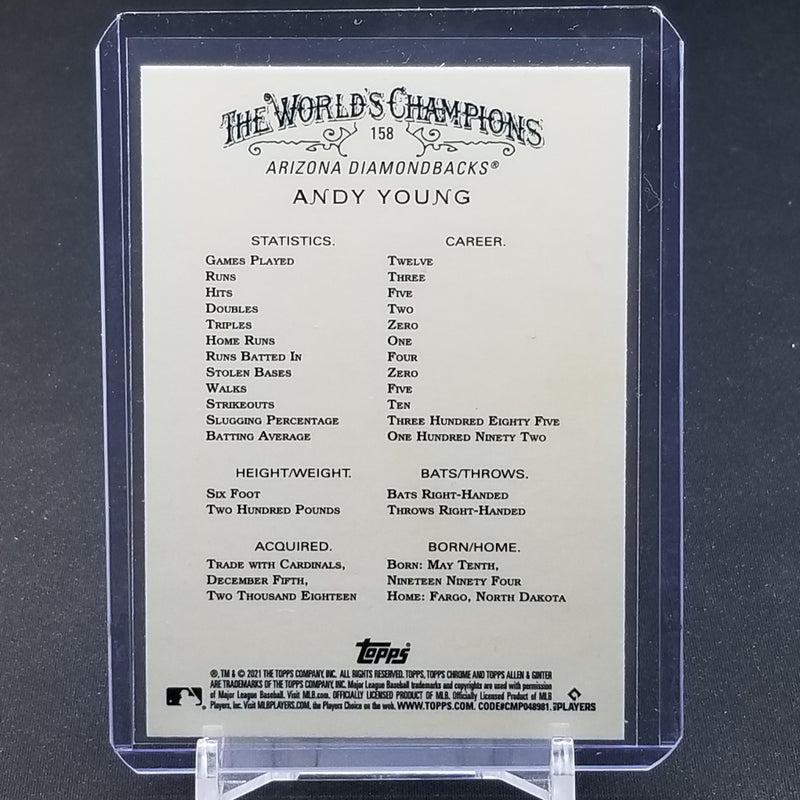 THE WORLD'S CHAMPIONS
158
ARIZONA DIAMONDBACKS®
ANDY YOUNG
STATISTICS. CAREER.
GAMES PLAYED TWELVE
RUNS THREE
HITS FIVE
DOUBLES TWO
TRIPLES ZERO
HOME RUNS ONE
RUNS BATTED IN FOUR
STOLEN BASES ZERO
WALKS FIVE
STRIKEOUTS TEN
SLUGGING PERCENTAGE THREE HUNDRED EIGHTY FIVE
BATTING AVERAGE ONE HUNDRED NINETY TWO
HEIGHT/WEIGHT. BATS/THROWS.
SIX FOOT BATS RIGHT-HANDED
TWO HUNDRED POUNDS THROWS RIGHT-HANDED
ACQUIRED. BORN/HOME.
TRADE WITH CARDINALS, BORN: MAY TENTH,
DECEMBER FIFTH, NINETEEN NINETY FOUR
TWO THOUSAND EIGHTEEN HOME: FARGO, NORTH DAKOTA
TOPPS
®, TM & © 2021 THE TOPPS COMPANY, INC. ALL RIGHTS RESERVED. TOPPS, TOPPS CHROME AND TOPPS ALLEN & GINTER
ARE TRADEMARKS OF THE TOPPS COMPANY, INC. Major League Baseball trademarks and copyrights are used with permission
of Major League Baseball. Visit MLB.com. OFFICIALLY LICENSED PRODUCT OF MLB. Officially Licensed Product of MLB
Players, Inc. Visit MLBPLAYERS.COM, the Players Choice on the web. WWW.TOPPS.COM. CODE#CMP048981. PLAYERS